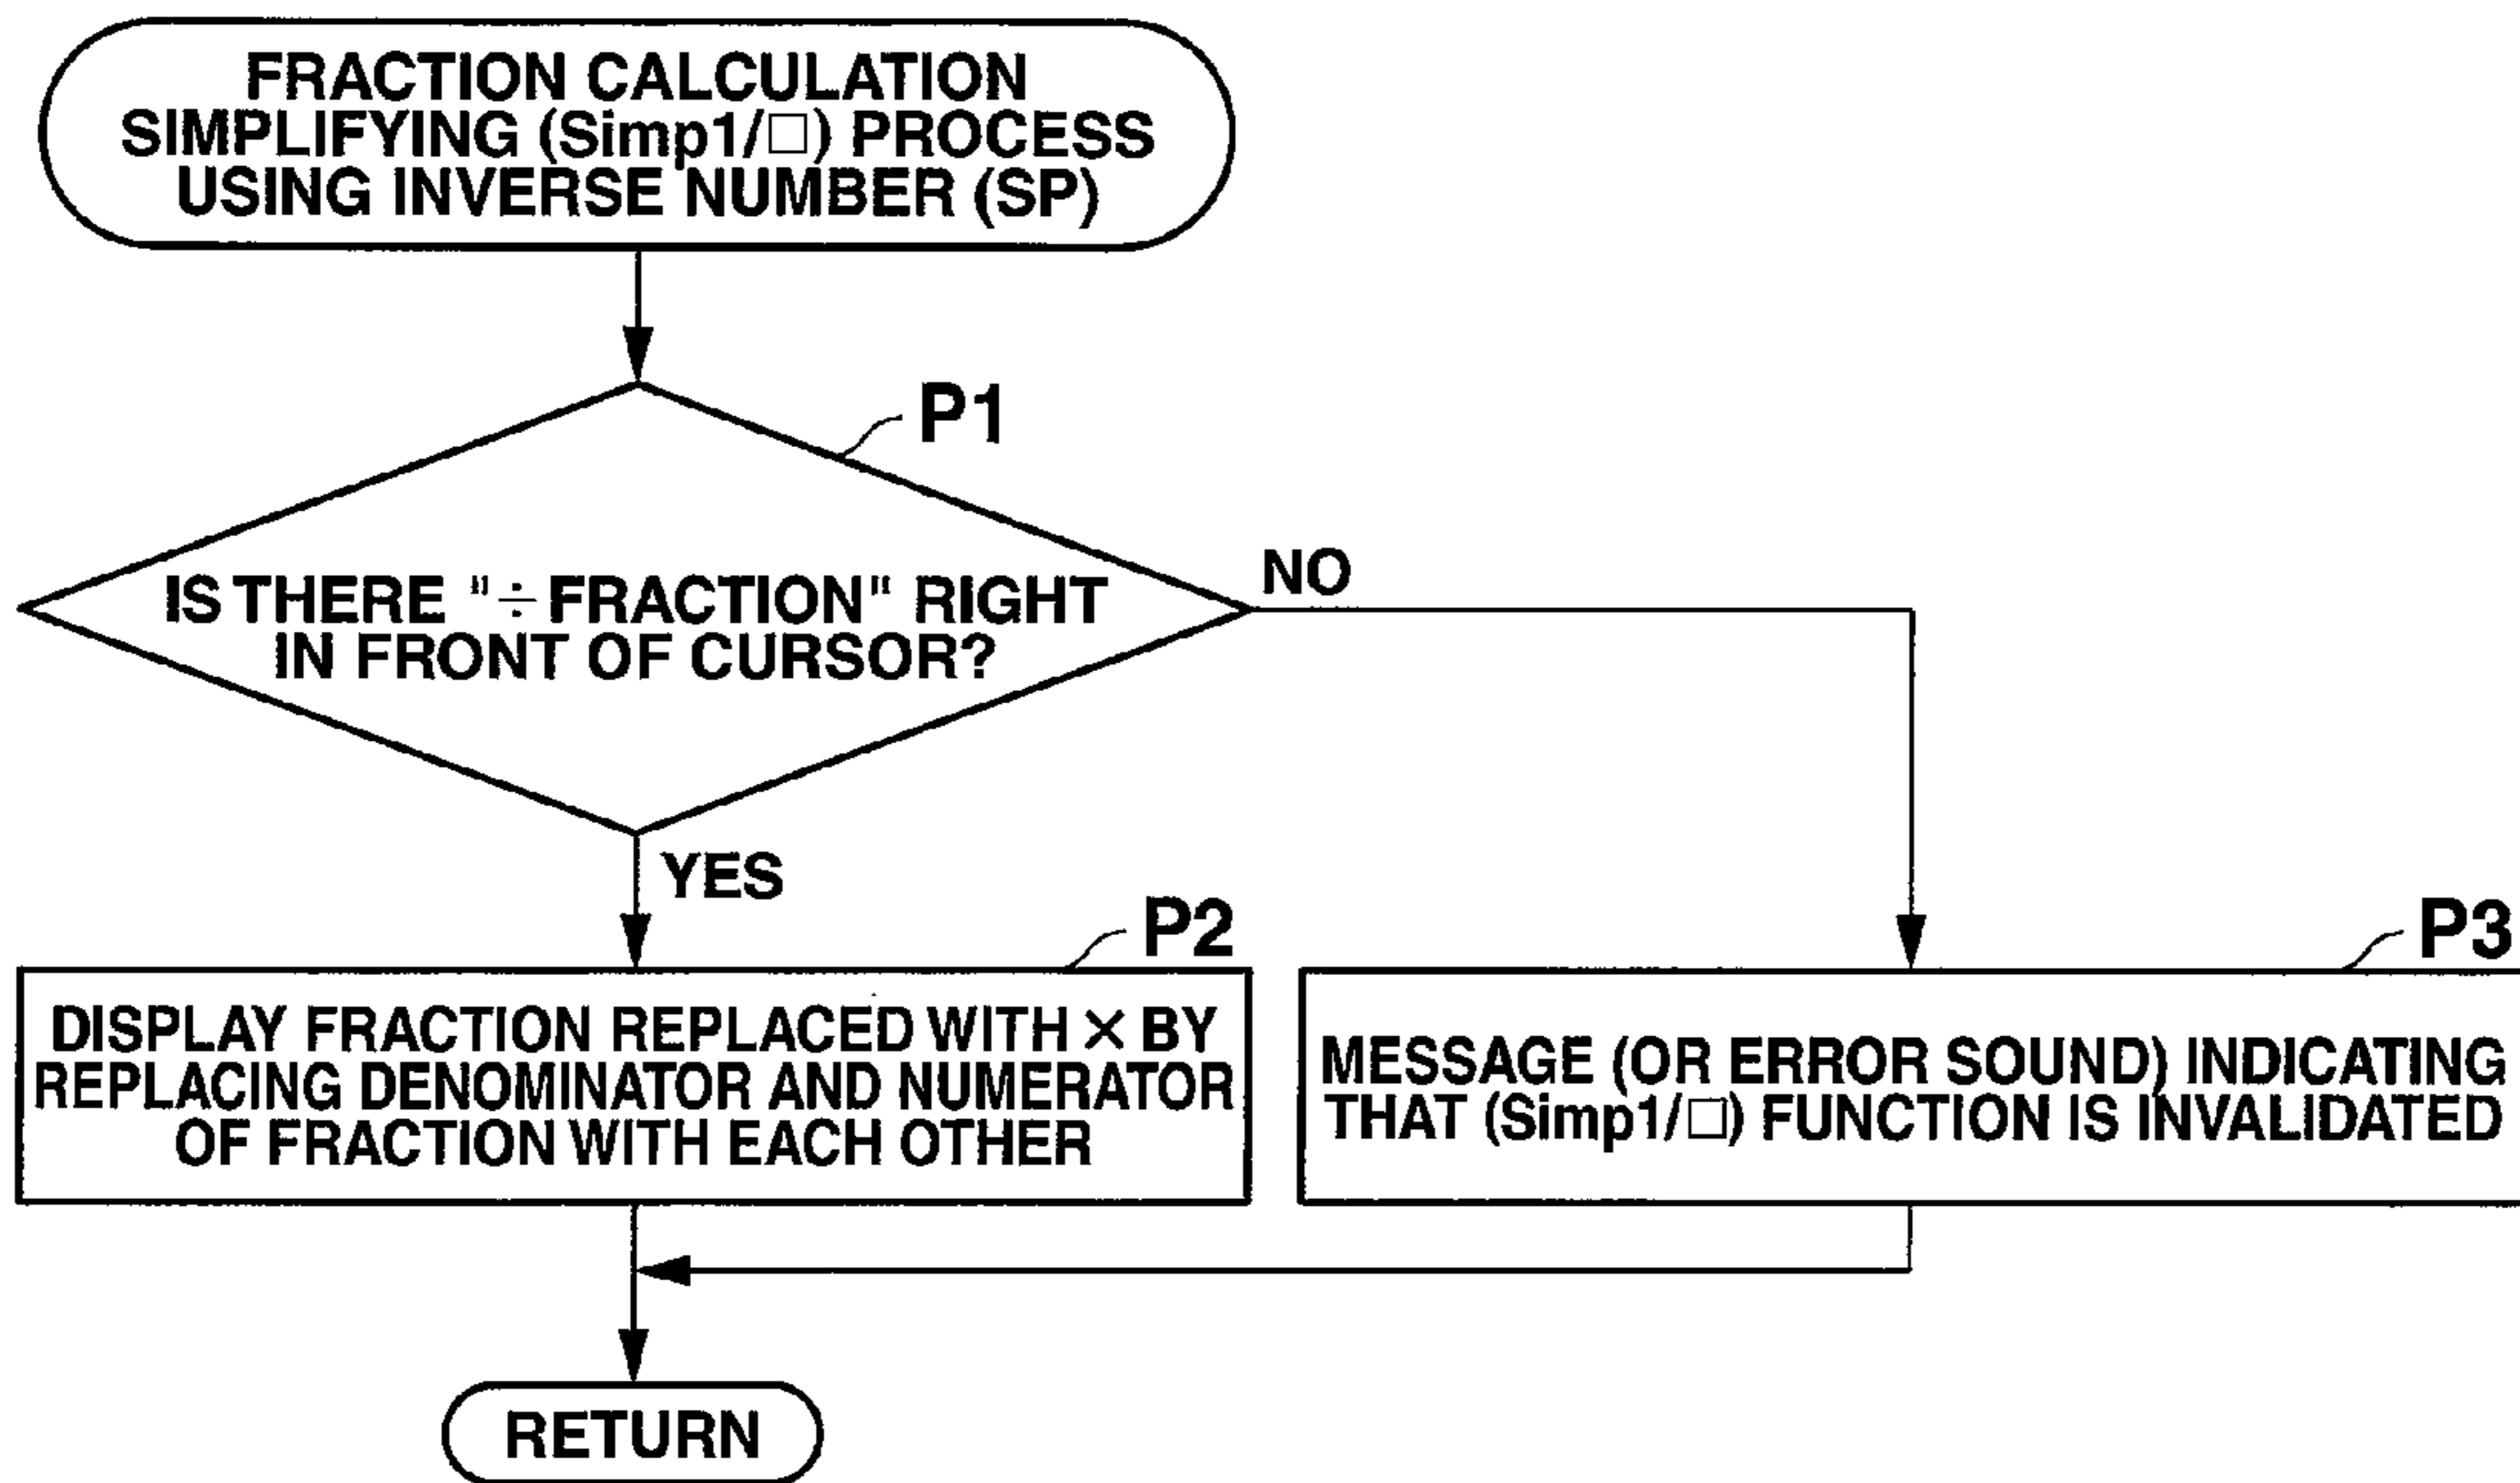 FRACTION CALCULATION
SIMPLIFYING (Simp1/□) PROCESS
USING INVERSE NUMBER (SP)
P1
IS THERE "÷FRACTION" RIGHT
IN FRONT OF CURSOR?
NO
YES
P2
DISPLAY FRACTION REPLACED WITH × BY
REPLACING DENOMINATOR AND NUMERATOR
OF FRACTION WITH EACH OTHER
P3
MESSAGE (OR ERROR SOUND) INDICATING
THAT (Simp1/□) FUNCTION IS INVALIDATED
RETURN